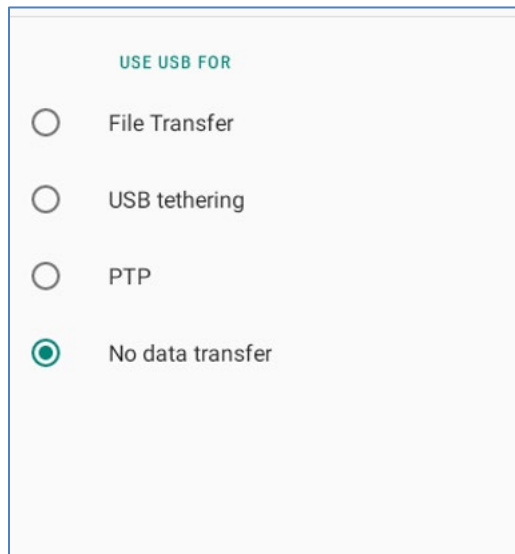 USE USB FOR
File Transfer
USB tethering
PTP
No data transfer